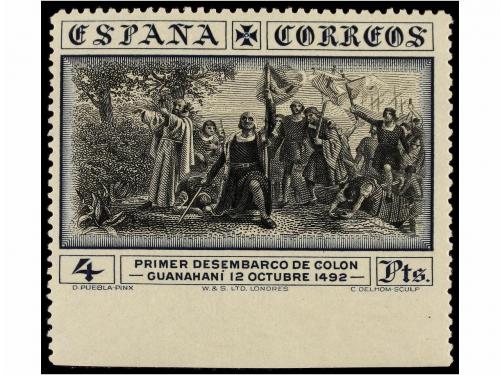 ESPAÑA CORREOS
4 PRIMER DESEMBARCO DE COLON Pts.
— GUANAHANÍ 12 OCTUBRE 1492 —
D. PUEBLA-PINX W. & S. LTD. LONDRES C. DELHOM-SCULP